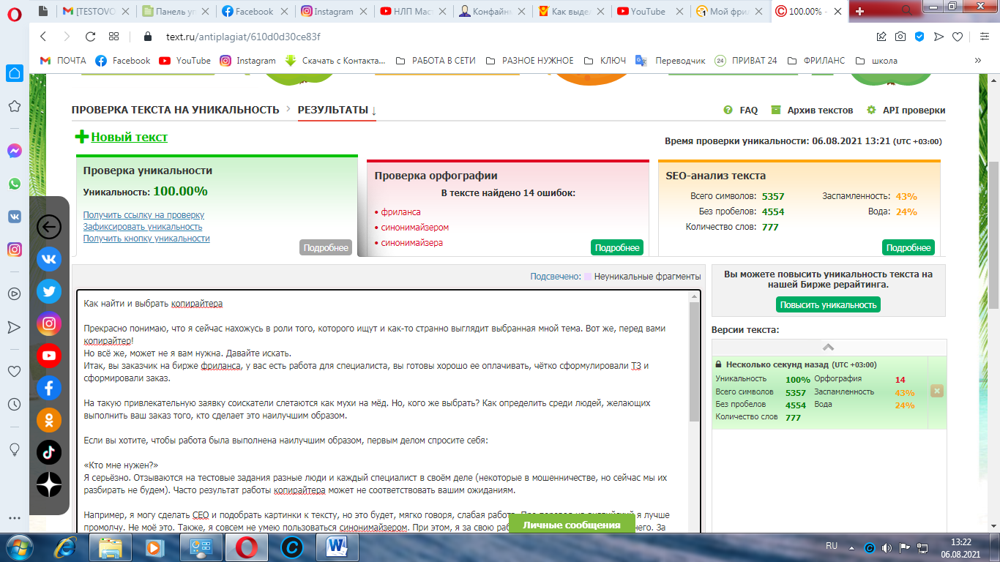 [TESTOVO
Панель уп
Facebook
Instagram
НЛП Маст
Конфайнм
Как выдел
YouTube
Мой фрил
100.00% -
text.ru/antiplagiat/610d0d30ce83f
ПОЧТА Facebook YouTube Instagram Скачать с Контакта... РАБОТА В СЕТИ РАЗНОЕ НУЖНОЕ КЛЮЧ Переводчик 24 ПРИВАТ 24 ФРИЛАНС школа »
ПРОВЕРКА ТЕКСТА НА УНИКАЛЬНОСТЬ > РЕЗУЛЬТАТЫ ↓
FAQ Архив текстов API проверки
Новый текст
Время проверки уникальности: 06.08.2021 13:21 (UTC +03:00)
Проверка уникальности
Уникальность: 100.00%
Получить ссылку на проверку
Зафиксировать уникальность
Получить кнопку уникальности
Подробнее
Проверка орфографии
В тексте найдено 14 ошибок:
• фриланса
• синонимайзером
• синонимайзера
Подробнее
SEO-анализ текста
Всего символов: 5357 Заспамленность: 43%
Без пробелов: 4554 Вода: 24%
Количество слов: 777
Подробнее
Подсвечено: Неуникальные фрагменты
Как найти и выбрать копирайтера
Прекрасно понимаю, что я сейчас нахожусь в роли того, которого ищут и как-то странно выглядит выбранная мной тема. Вот же, перед вами
копирайтер!
Но всё же, может не я вам нужна. Давайте искать.
Итак, вы заказчик на бирже фриланса, у вас есть работа для специалиста, вы готовы хорошо ее оплачивать, чётко сформулировали ТЗ и
сформировали заказ.
На такую привлекательную заявку соискатели слетаются как мухи на мёд. Но, кого же выбрать? Как определить среди людей, желающих
выполнить ваш заказ того, кто сделает это наилучшим образом.
Если вы хотите, чтобы работа была выполнена наилучшим образом, первым делом спросите себя:
«Кто мне нужен?»
Я серьёзно. Отзываются на тестовые задания разные люди и каждый специалист в своём деле (некоторые в мошенничестве, но сейчас мы их
разбирать не будем). Часто результат работы копирайтера может не соответствовать вашим ожиданиям.
Например, я могу сделать СЕО и подобрать картинки к тексту, но это будет, мягко говоря, слабая работа. я лучше
промолчу. Не моё это. Также, я совсем не умею пользоваться синонимайзером. При этом, я за свою За
Личные сообщения
Вы можете повысить уникальность текста на
нашей Бирже рерайтинга.
Повысить уникальность
Версии текста:
Несколько секунд назад (UTC +03:00)
Уникальность 100% Орфография 14
Всего символов 5357 Заспамленность 43%
Без пробелов 4554 Вода 24%
Количество слов 777
RU
13:22
06.08.2021